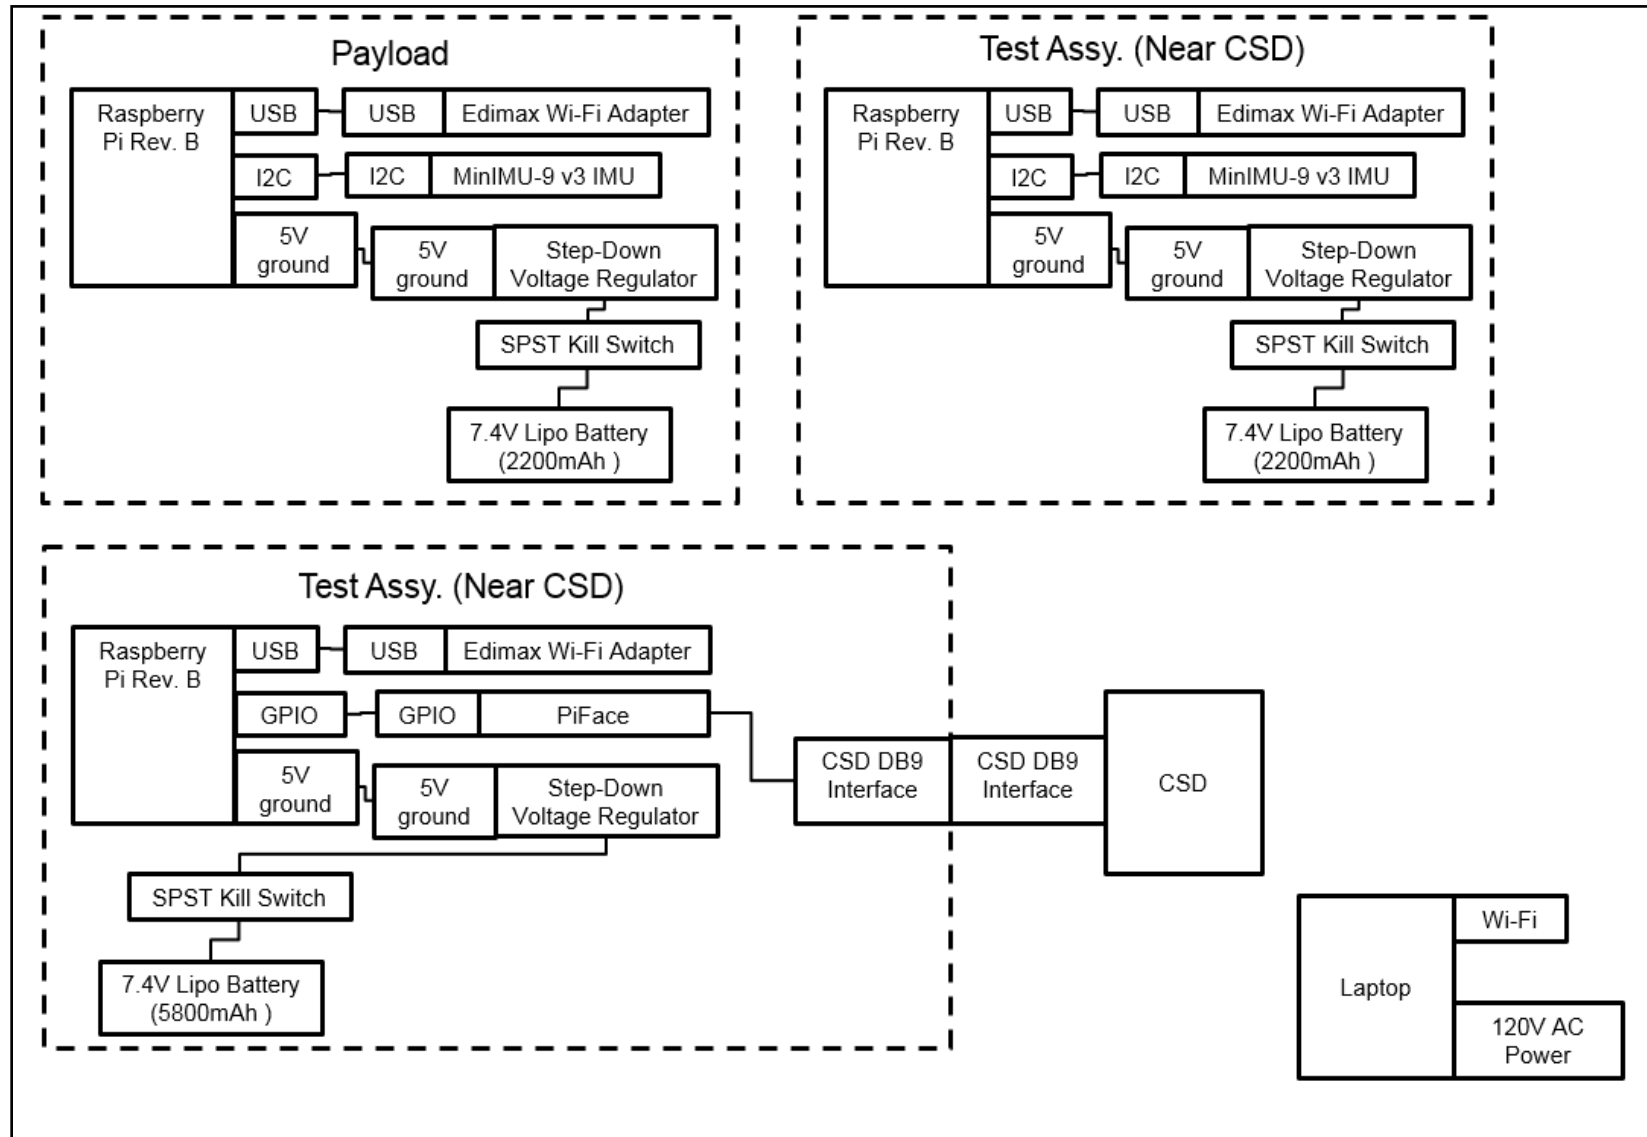 Payload
Raspberry
Pi Rev. B
USB
USB
Edimax Wi-Fi Adapter
I2C
I2C
MinIMU-9 v3 IMU
5V
ground
5V
ground
Step-Down
Voltage Regulator
SPST Kill Switch
7.4V Lipo Battery
(2200mAh )
Test Assy. (Near CSD)
Raspberry
Pi Rev. B
USB
USB
Edimax Wi-Fi Adapter
I2C
I2C
MinIMU-9 v3 IMU
5V
ground
5V
ground
Step-Down
Voltage Regulator
SPST Kill Switch
7.4V Lipo Battery
(2200mAh )
Test Assy. (Near CSD)
Raspberry
Pi Rev. B
USB
USB
Edimax Wi-Fi Adapter
GPIO
GPIO
PiFace
5V
ground
5V
ground
Step-Down
Voltage Regulator
SPST Kill Switch
7.4V Lipo Battery
(5800mAh )
CSD DB9
Interface
CSD DB9
Interface
CSD
Laptop
Wi-Fi
120V AC
Power